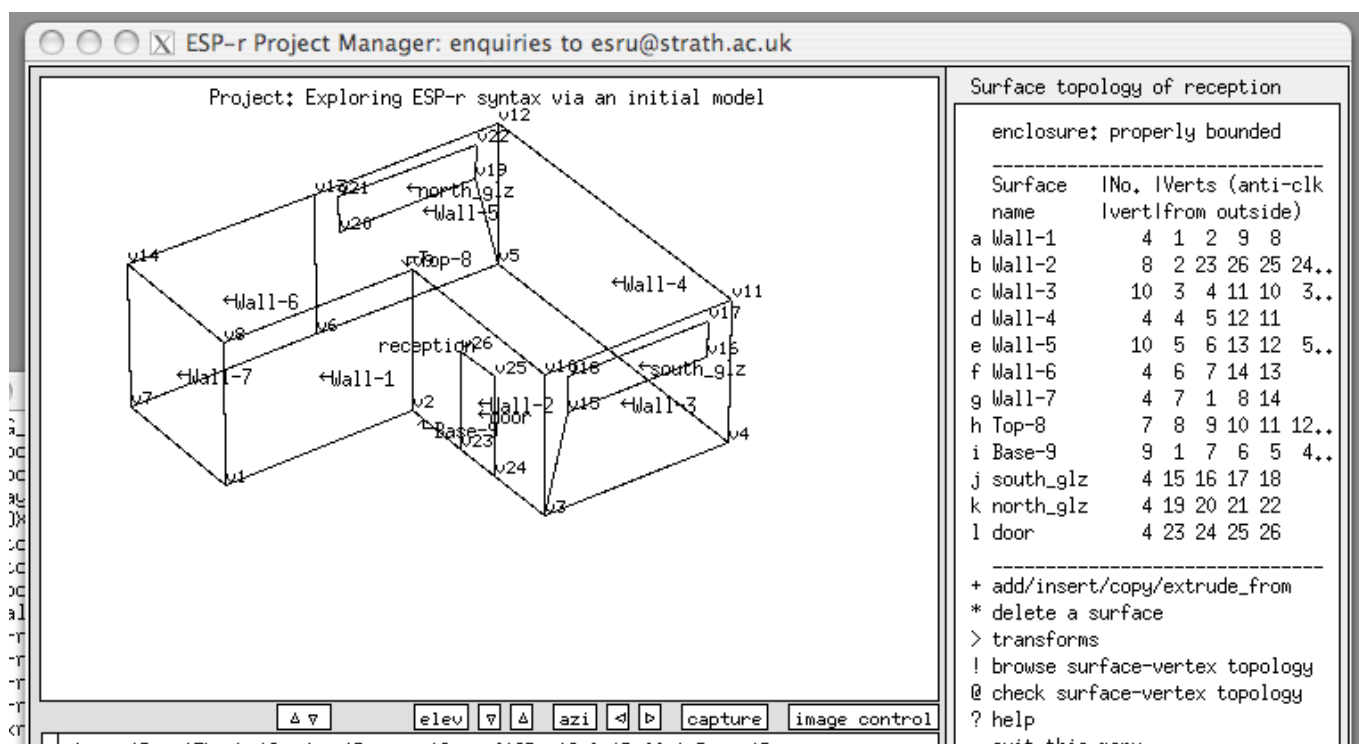 ESP-r Project Manager: enquiries to esru@strath.ac.uk
Project: Exploring ESP-r syntax via an initial model
v12
v22
v19
v21
north_glz
Wall-5
v20
v14
Top-8
v5
Wall-6
Wall-4
v11
v17
v8
v6
reception
v26
v25
v18
v16
south_glz
Wall-7
Wall-1
v7
v2
Wall-2
door
v15
Wall-3
Base-9
v23
v4
v24
v1
v3
elev
azi
capture
image control
Surface topology of reception
enclosure: properly bounded
Surface |No. |Verts (anti-clk
name |vert|from outside)
a Wall-1 4 1 2 9 8
b Wall-2 8 2 23 26 25 24..
c Wall-3 10 3 4 11 10 3..
d Wall-4 4 4 5 12 11
e Wall-5 10 5 6 13 12 5..
f Wall-6 4 6 7 14 13
g Wall-7 4 7 1 8 14
h Top-8 7 8 9 10 11 12..
i Base-9 9 1 7 6 5 4..
j south_glz 4 15 16 17 18
k north_glz 4 19 20 21 22
l door 4 23 24 25 26
+ add/insert/copy/extrude_from
* delete a surface
> transforms
! browse surface-vertex topology
@ check surface-vertex topology
? help